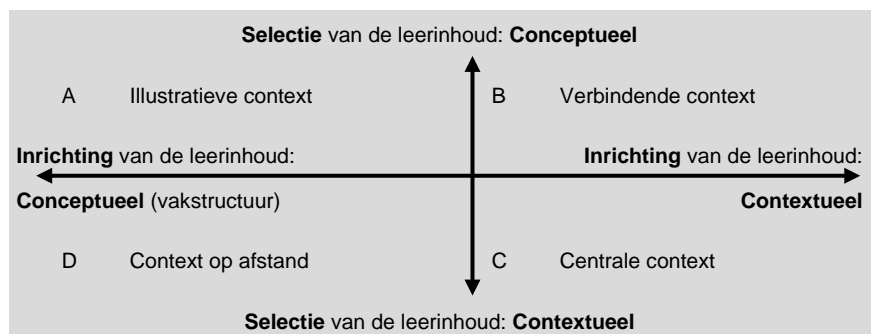 Selectie van de leerinhoud: Conceptueel
A Illustratieve context B Verbindende context
Inrichting van de leerinhoud: Inrichting van de leerinhoud:
Conceptueel (vakstructuur) Contextueel
D Context op afstand C Centrale context
Selectie van de leerinhoud: Contextueel